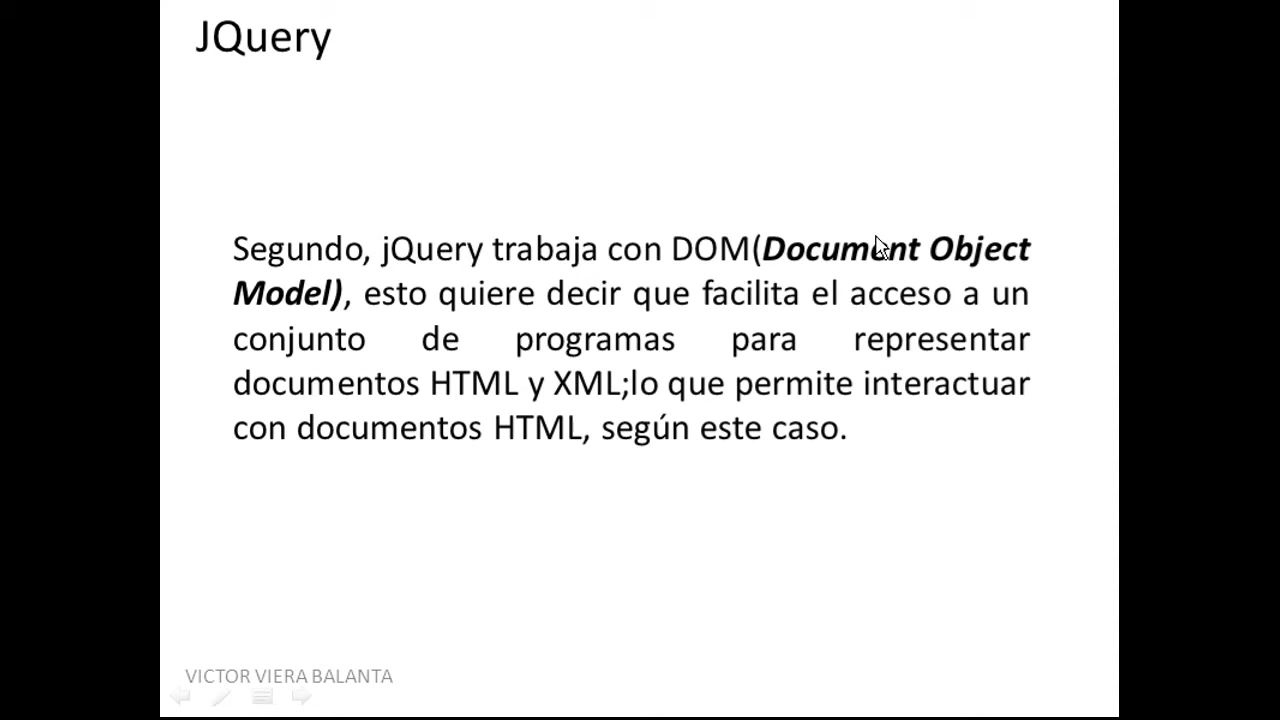 JQuery
Segundo, jQuery trabaja con DOM(Document Object
Model), esto quiere decir que facilita el acceso a un
conjunto de programas para representar
documentos HTML y XML;lo que permite interactuar
con documentos HTML, según este caso.
VICTOR VIERA BALANTA